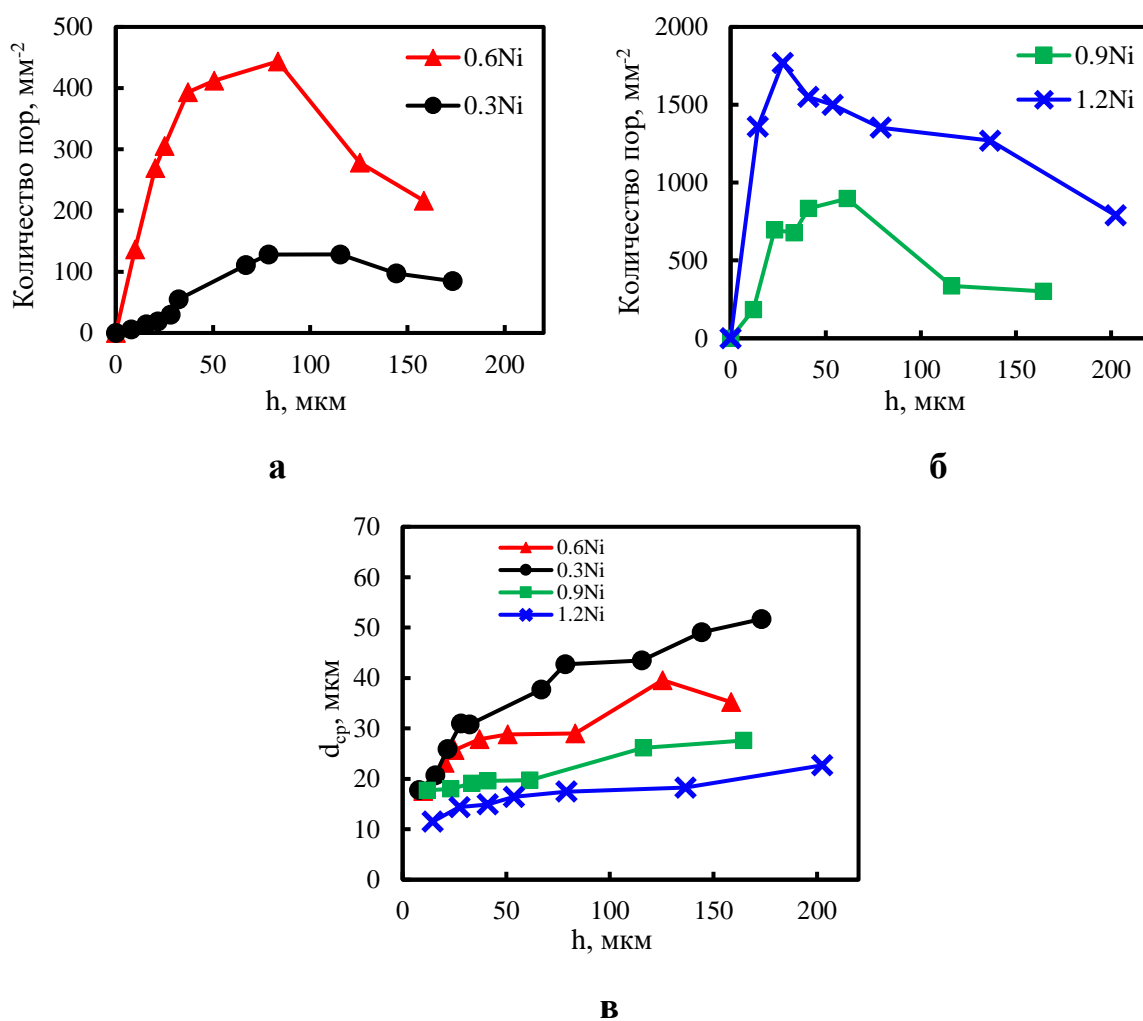 Количество пор, мм-2
500
400
300
200
100
0
0 50 100 150 200
h, мкм
0.6Ni
0.3Ni
а
Количество пор, мм-2
2000
1500
1000
500
0
0 50 100 150 200
h, мкм
0.9Ni
1.2Ni
б
dср, мкм
70
60
50
40
30
20
10
0
0 50 100 150 200
h, мкм
0.6Ni
0.3Ni
0.9Ni
1.2Ni
в